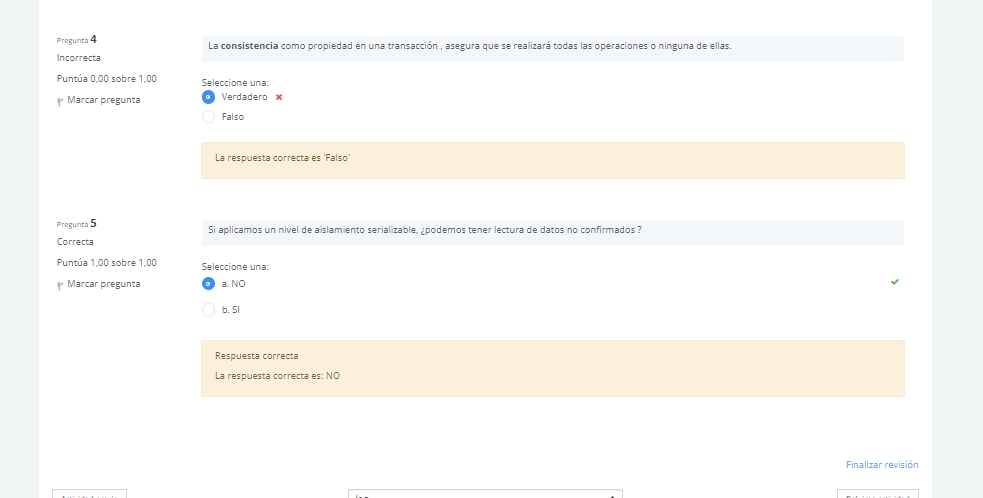 Pregunta 4
Incorrecta
Puntúa 0,00 sobre 1,00
Marcar pregunta
La consistencia como propiedad en una transacción , asegura que se realizará todas las operaciones o ninguna de ellas.
Seleccione una:
Verdadero
Falso
La respuesta correcta es 'Falso'
Pregunta 5
Correcta
Puntúa 1,00 sobre 1,00
Marcar pregunta
Si aplicamos un nivel de aislamiento serializable, ¿podemos tener lectura de datos no confirmados ?
Seleccione una:
a. NO
b. SI
Respuesta correcta
La respuesta correcta es: NO
Finalizar revisión